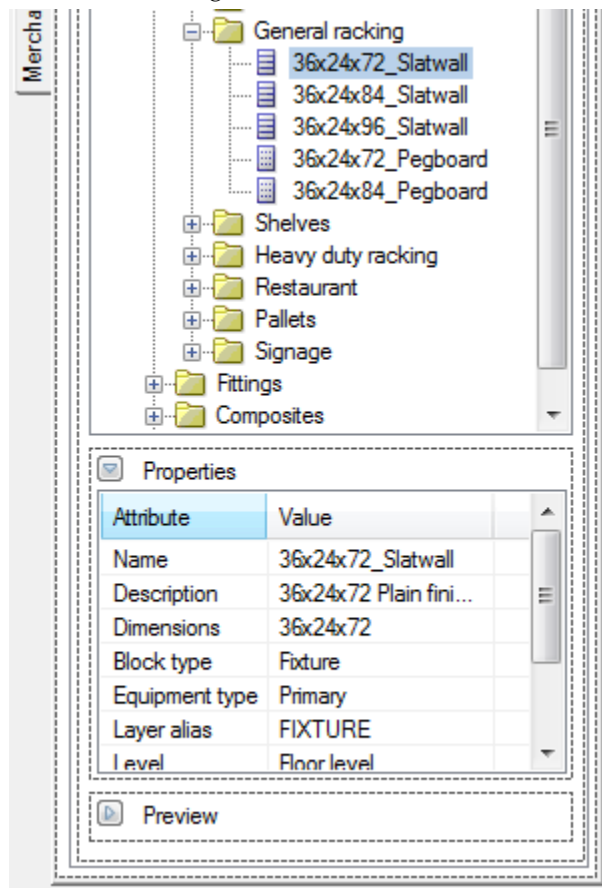 Mercha
General racking
36x24x72_Slatwall
36x24x84_Slatwall
36x24x96_Slatwall
36x24x72_Pegboard
36x24x84_Pegboard
Shelves
Heavy duty racking
Restaurant
Pallets
Signage
Fittings
Composites
Properties
Attribute Value
Name 36x24x72_Slatwall
Description 36x24x72 Plain fini...
Dimensions 36x24x72
Block type Fixture
Equipment type Primary
Layer alias FIXTURE
Level Floor level
Preview